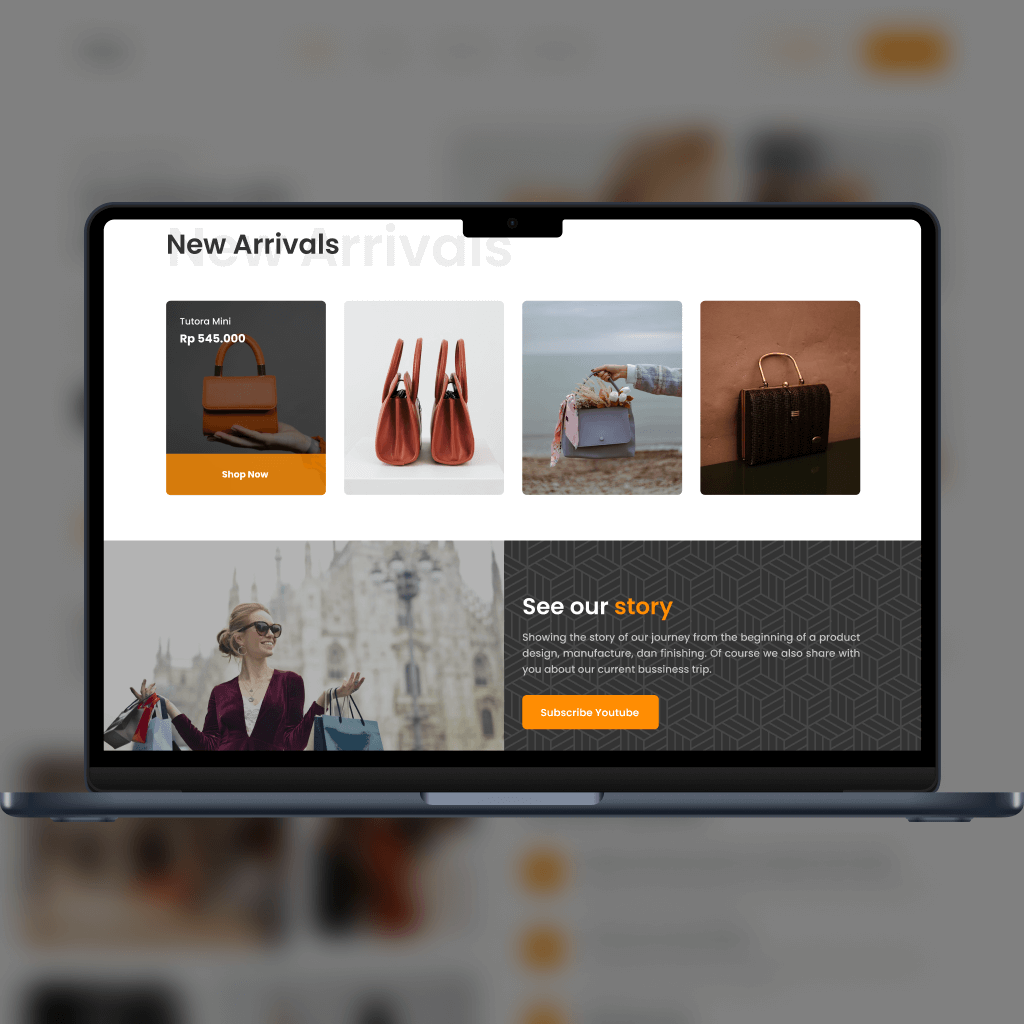 New Arrivals
New Arrivals
Tutora Mini
Rp 545.000
Shop Now
See our story
Showing the story of our journey from the beginning of a product
design, manufacture, dan finishing. Of course we also share with
you about our current bussiness trip.
Subscribe Youtube